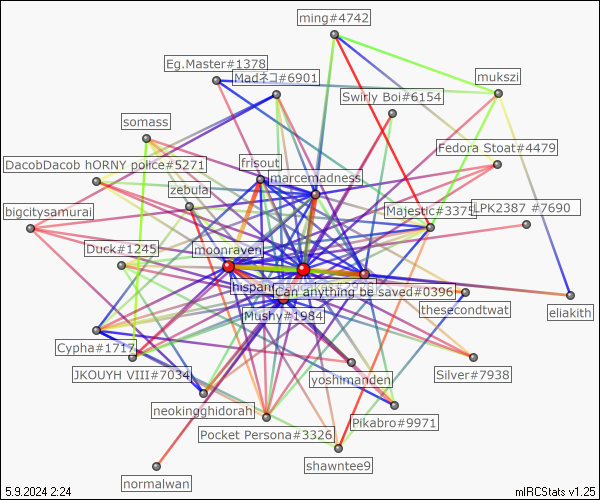 ming#4742
Eg.Master#1378
Madネコ#6901
mukszi
Swirly Boi#6154
somass
Fedora Stoat#4479
DacobDacob hORNY police#5271
frisout
marcemadness
zebula
bigcitysamurai
Majestic#3375
LPK2387 #7690
Duck#1245
moonraven
hispan
Can anything be saved#0396
Mushy#1984
thesecondtwat
eliakith
Cypha#1717
JKOUYH VIII#7034
yoshimanden
Silver#7938
neokingghidorah
Pikabro#9971
Pocket Persona#3326
shawntee9
normalwan
5.9.2024 2:24
mIRCStats v1.25